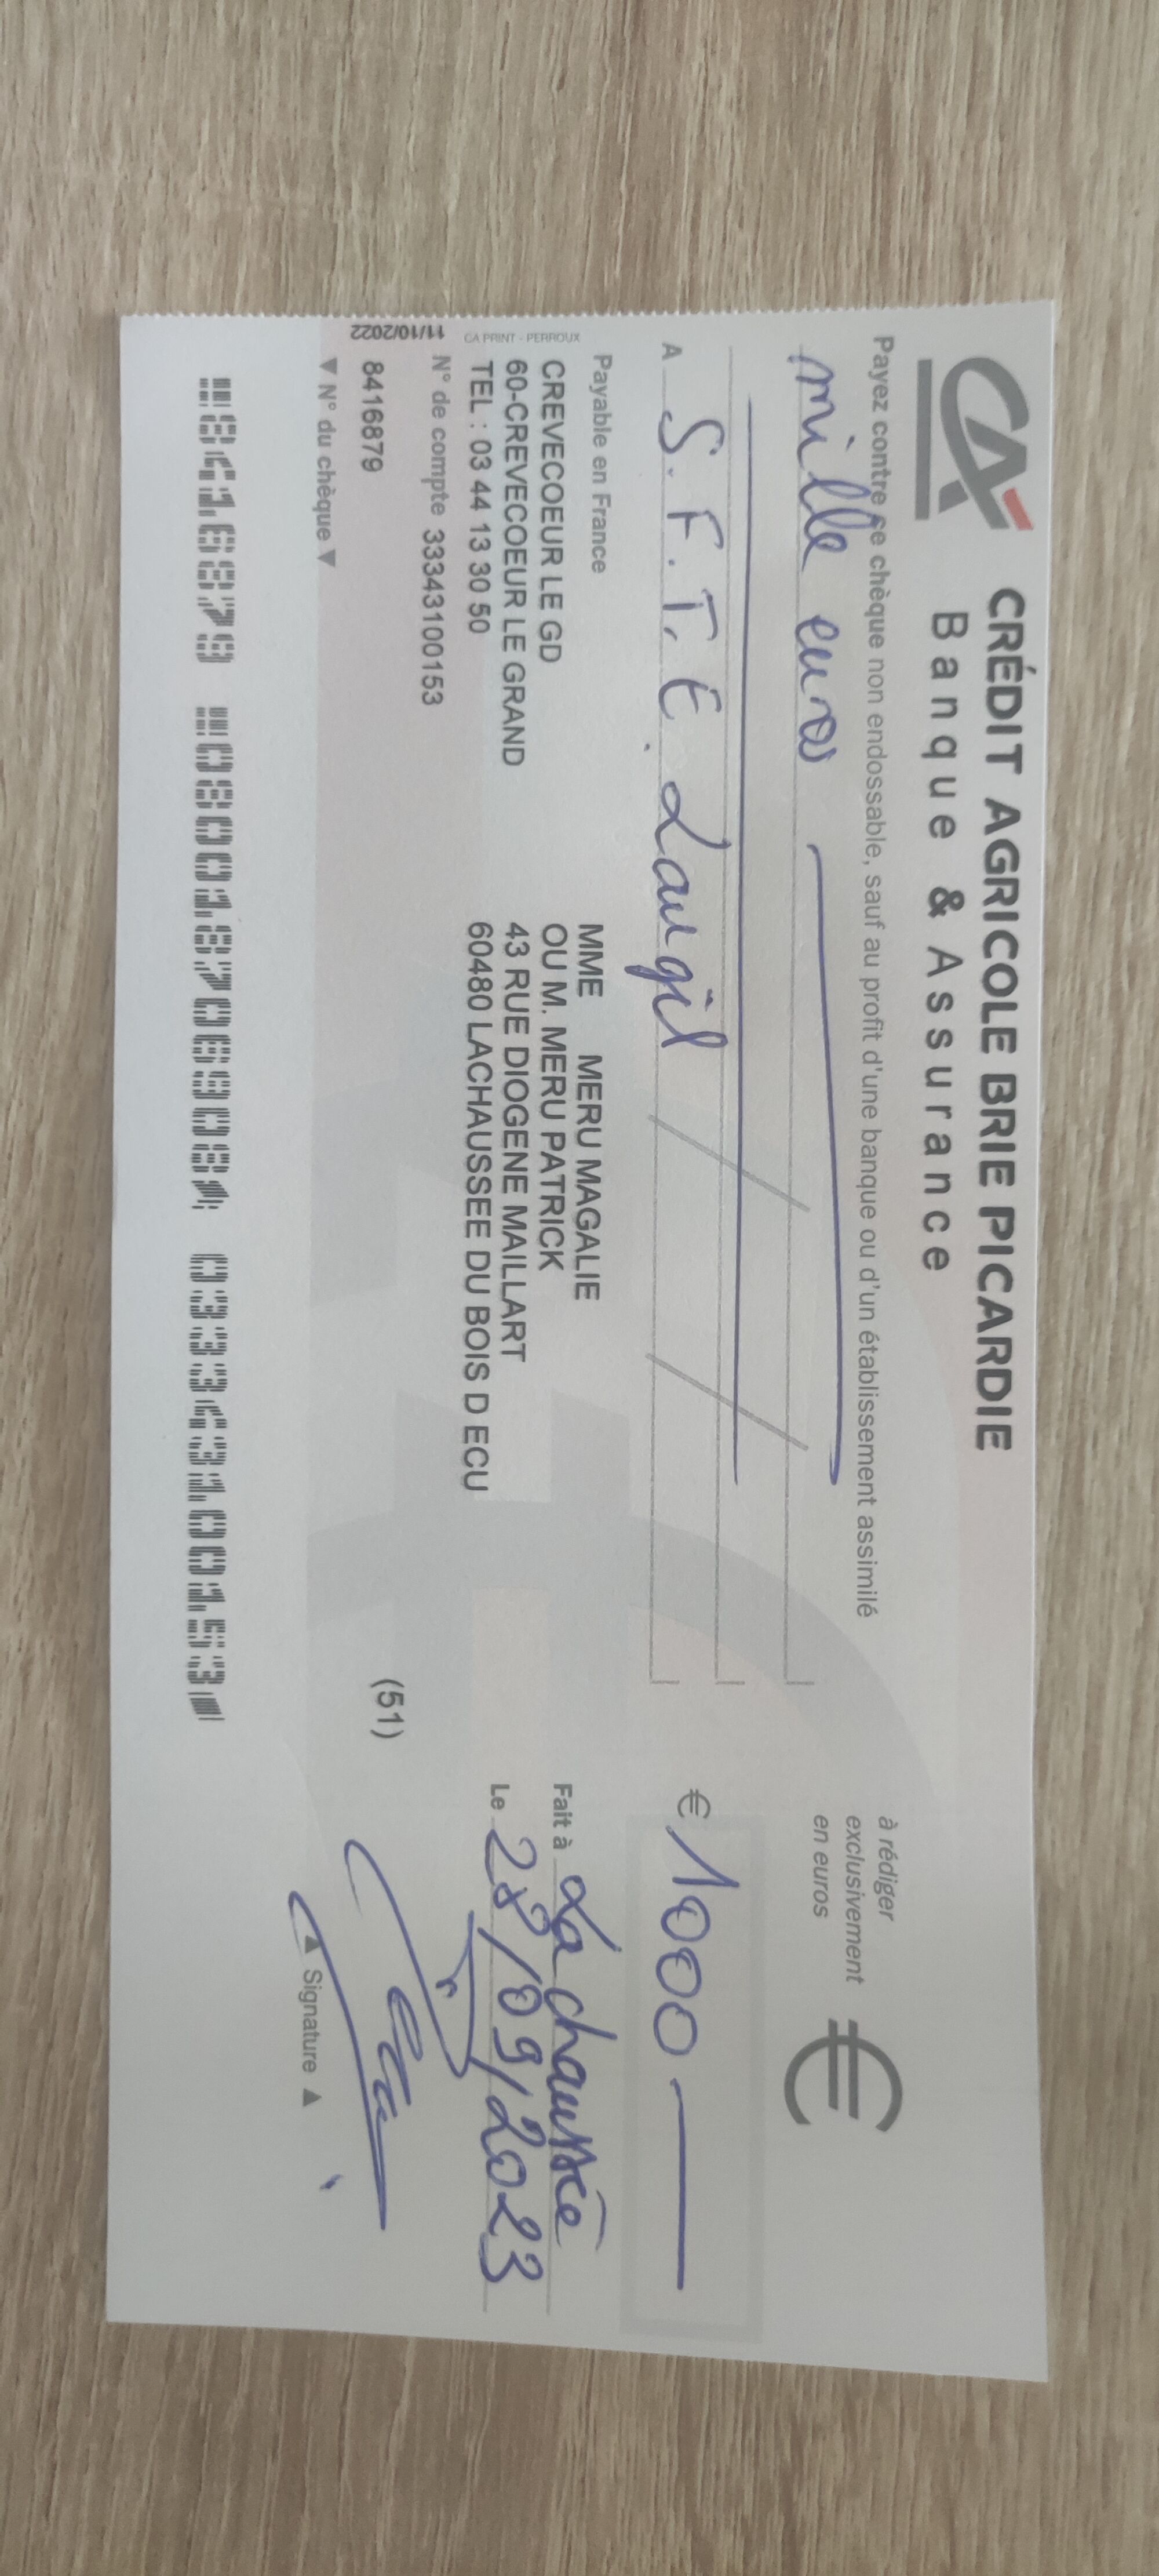 CA
CRÉDIT AGRICOLE BRIE PICARDIE
Banque & Assurance
à rédiger
exclusivement
en euros
€
Payez contre ce chèque non endossable, sauf au profit d'une banque ou d'un établissement assimilé
mille euros
€ 1000
A S.F.T.E. Laugil
Payable en France
CREVECOEUR LE GD
60-CREVECOEUR LE GRAND
TEL : 03 44 13 30 50
CA PRINT - PERROUX
11/10/2022
N° de compte 33343100153
8416879
▼ N° du chèque ▼
MME MERU MAGALIE
OU M. MERU PATRICK
43 RUE DIOGENE MAILLART
60480 LACHAUSSEE DU BOIS D ECU
(51)
Fait à La chaussée
Le 28/09/2023
▲ Signature ▲
8416879 033343100153